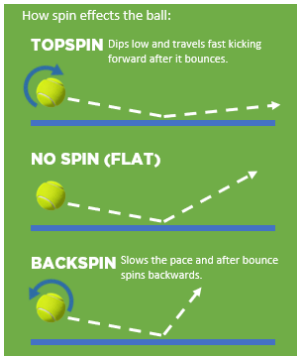 How spin effects the ball:
TOPSPIN Dips low and travels fast kicking
forward after it bounces.
NO SPIN (FLAT)
BACKSPIN Slows the pace and after bounce
spins backwards.